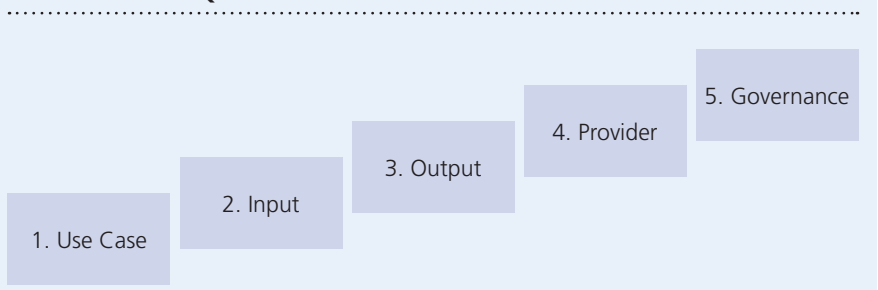 1. Use Case
2. Input
3. Output
4. Provider
5. Governance